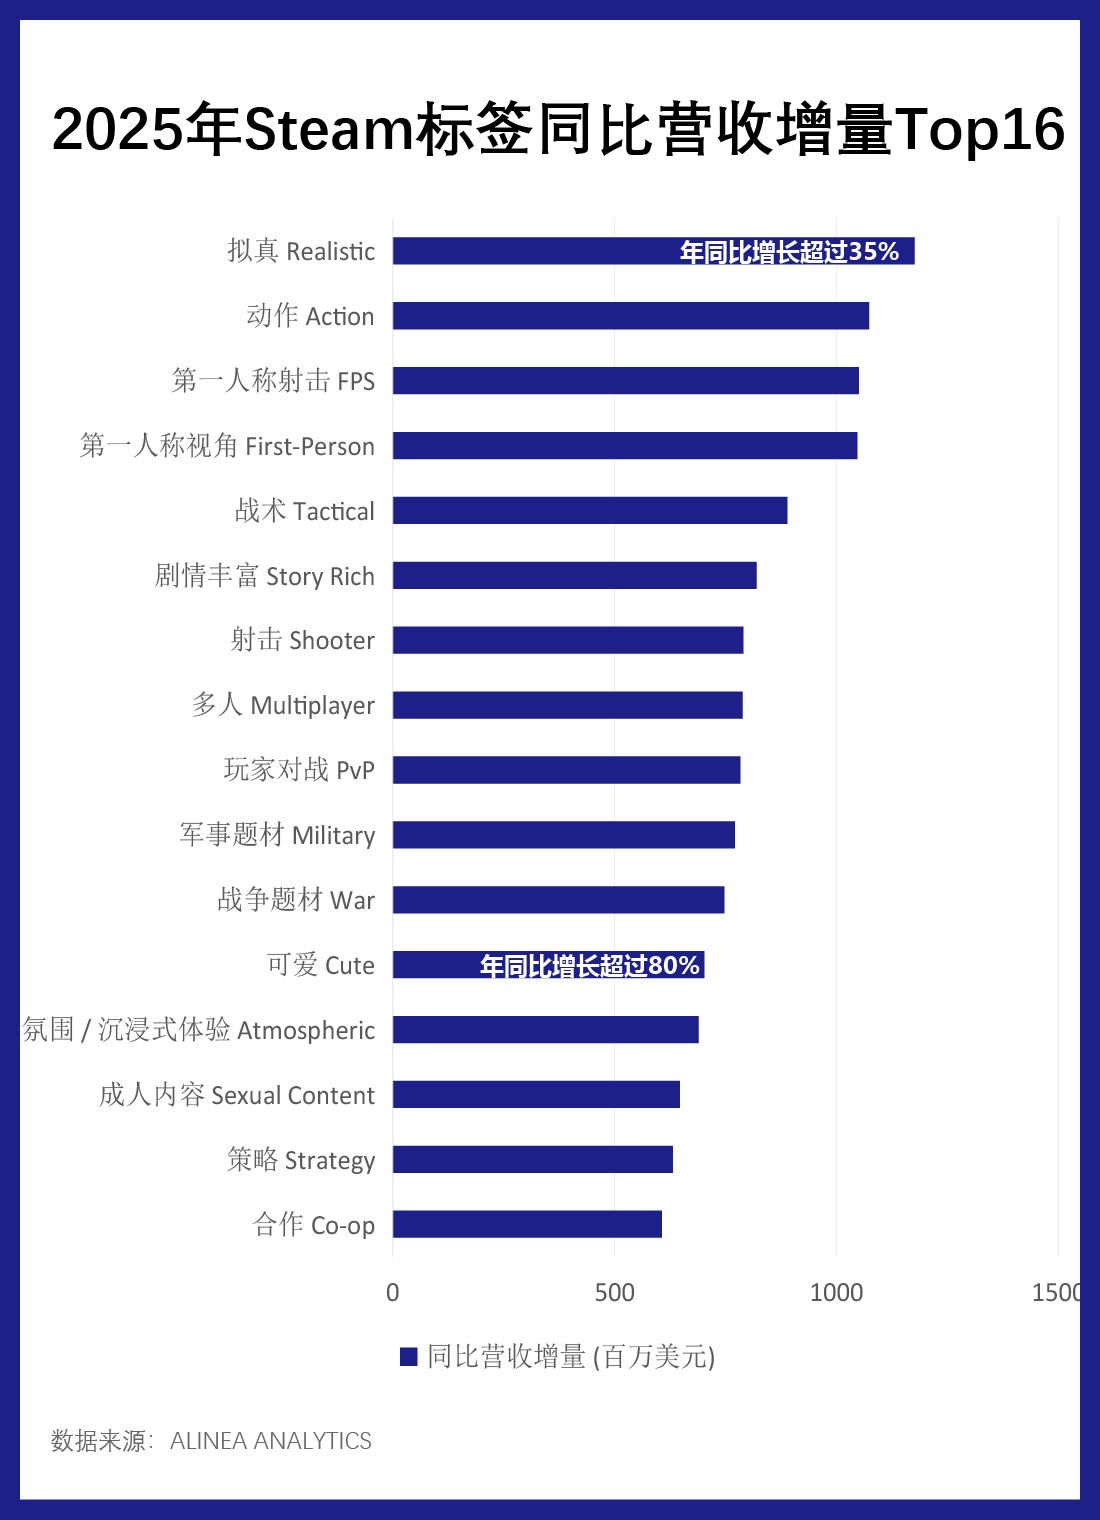 2025年Steam标签同比营收增量Top16
拟真 Realistic
年同比增长超过35%
动作 Action
第一人称射击 FPS
第一人称视角 First-Person
战术 Tactical
剧情丰富 Story Rich
射击 Shooter
多人 Multiplayer
玩家对战 PvP
军事题材 Military
战争题材 War
可爱 Cute
年同比增长超过80%
氛围 / 沉浸式体验 Atmospheric
成人内容 Sexual Content
策略 Strategy
合作 Co-op
0 500 1000 1500
同比营收增量 (百万美元)
数据来源：ALINEA ANALYTICS